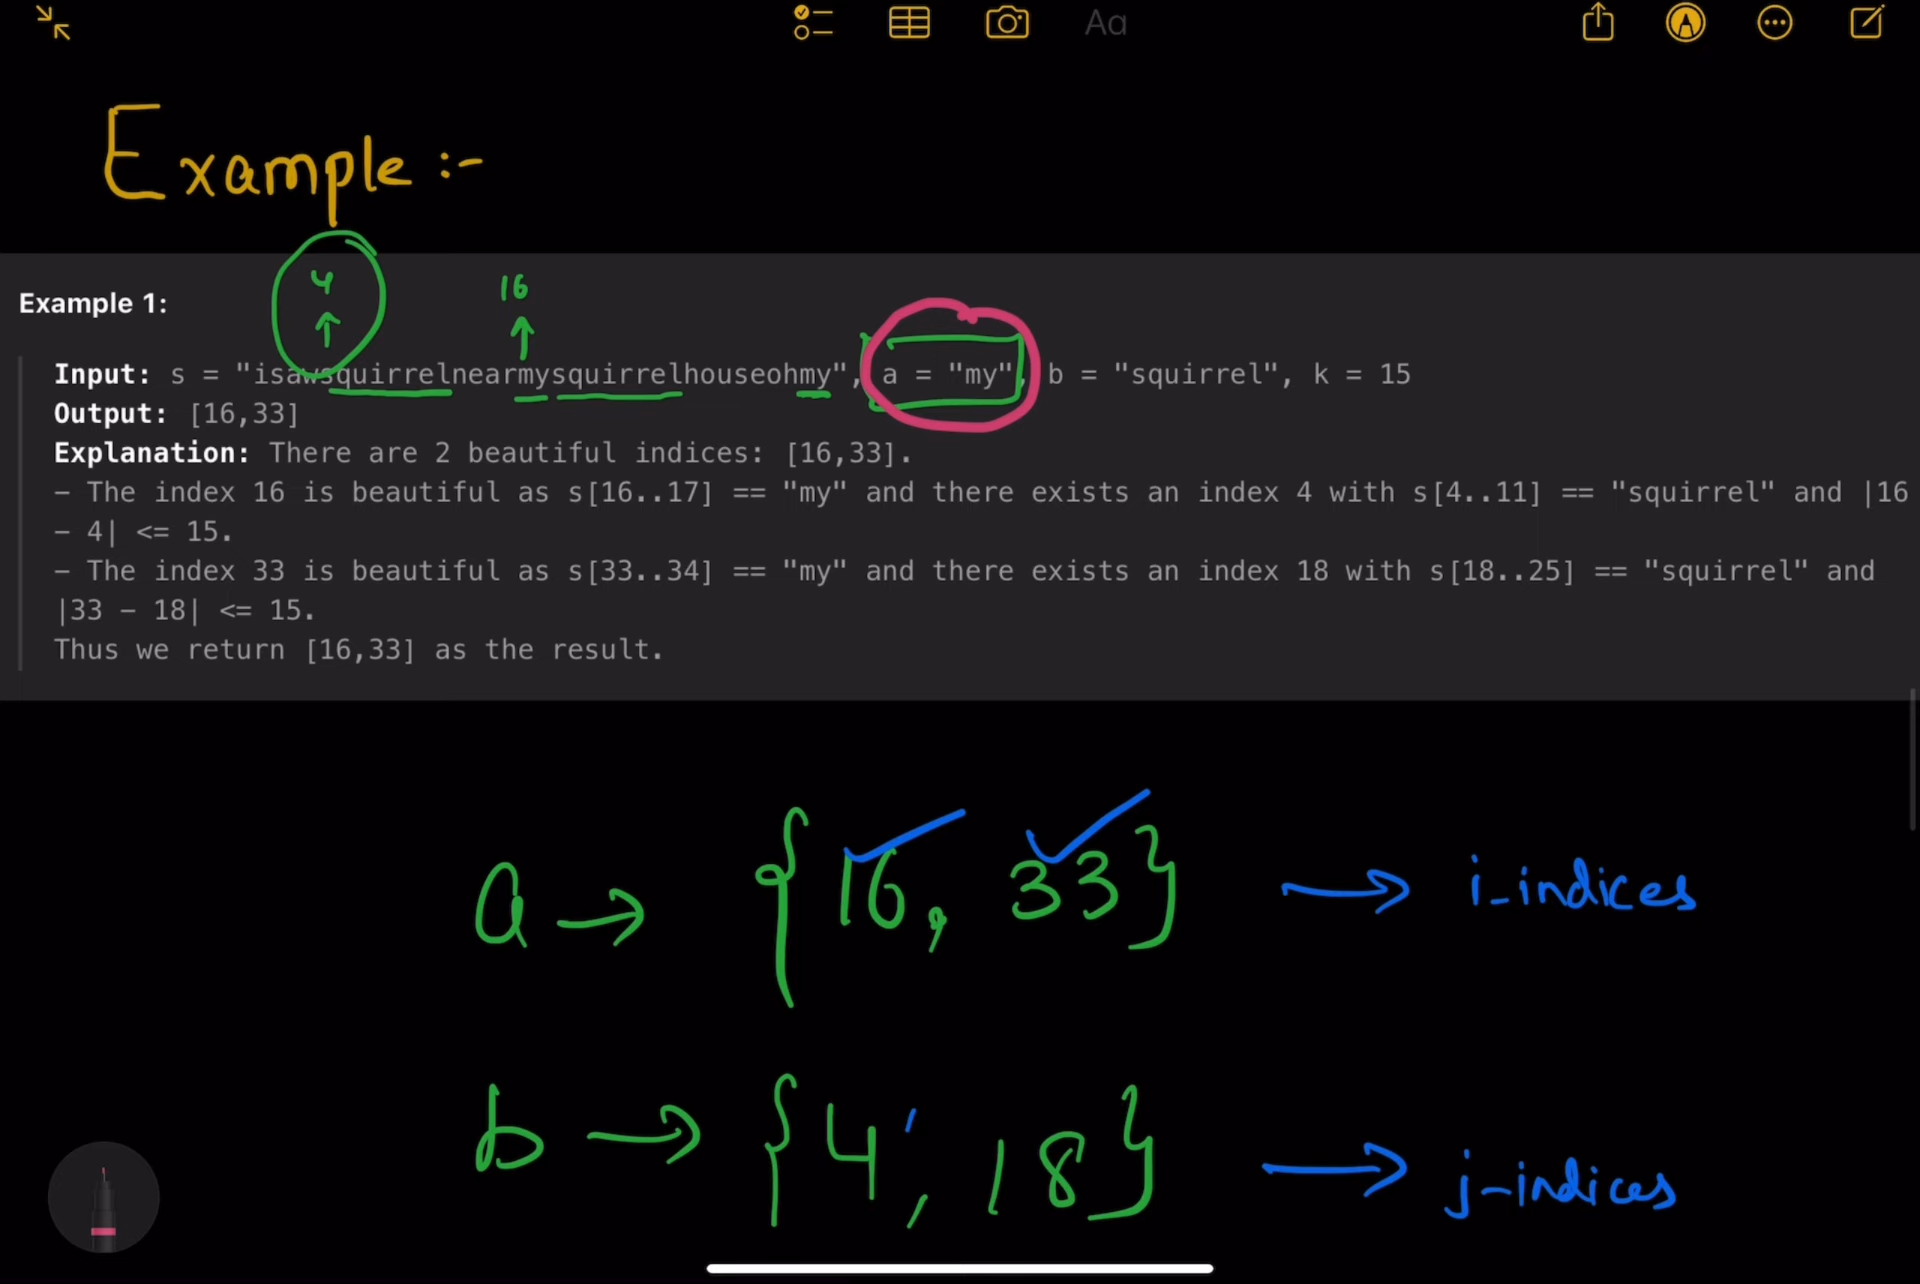 Aa
Example :-
4
16
Example 1:
Input: s = "isawsquirrelnearmysquirrelhouseohmy", a = "my", b = "squirrel", k = 15
Output: [16,33]
Explanation: There are 2 beautiful indices: [16,33].
- The index 16 is beautiful as s[16..17] == "my" and there exists an index 4 with s[4..11] == "squirrel" and |16
- 4| <= 15.
- The index 33 is beautiful as s[33..34] == "my" and there exists an index 18 with s[18..25] == "squirrel" and
|33 - 18| <= 15.
Thus we return [16,33] as the result.
a → {16, 33} → i_indices
b → {4, 18} → j-indices